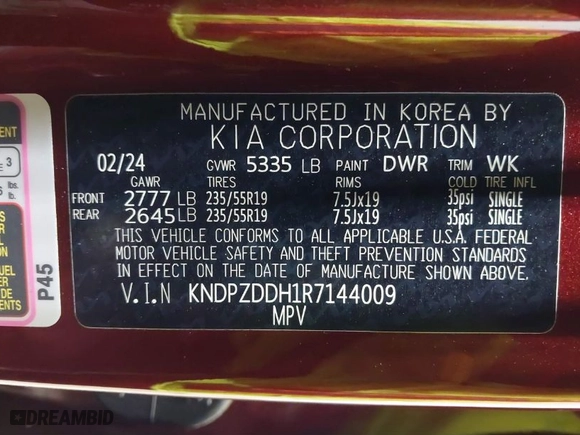 MANUFACTURED IN KOREA BY
KIA CORPORATION
02/24 GVWR 5335 LB PAINT DWR TRIM WK
GAWR TIRES RIMS COLD TIRE INFL
FRONT 2777 LB 235/55R19 7.5Jx19 35psi SINGLE
REAR 2645 LB 235/55R19 7.5Jx19 35psi SINGLE
THIS VEHICLE CONFORMS TO ALL APPLICABLE U.S.A. FEDERAL
MOTOR VEHICLE SAFETY AND THEFT PREVENTION STANDARDS
IN EFFECT ON THE DATE OF MANUFACTURE SHOWN ABOVE.
V.I.N KNDPZDDH1R7144009
MPV
3
lbs.
P45
DREAMBID